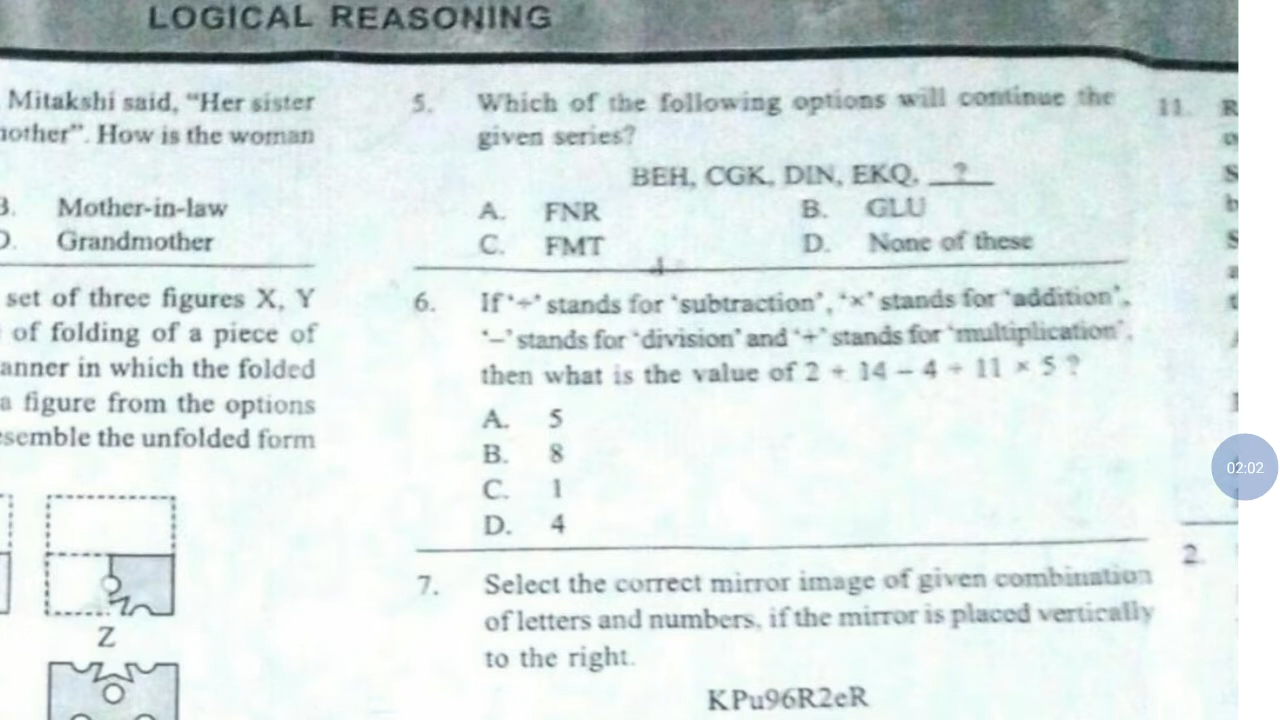 LOGICAL REASONING
Mitakshi said, “Her sister
mother”. How is the woman
B. Mother-in-law
D. Grandmother
set of three figures X, Y
of folding of a piece of
anner in which the folded
a figure from the options
esemble the unfolded form
Z
5. Which of the following options will continue the
given series?
BEH, CGK, DIN, EKQ, __?__
A. FNR B. GLU
C. FMT D. None of these
6. If ‘÷’ stands for ‘subtraction’, ‘×’ stands for ‘addition’,
‘–’ stands for ‘division’ and ‘+’ stands for ‘multiplication’,
then what is the value of 2 + 14 – 4 ÷ 11 × 5 ?
A. 5
B. 8
C. 1
D. 4
7. Select the correct mirror image of given combination
of letters and numbers, if the mirror is placed vertically
to the right.
KPu96R2eR
11. R
2.
02:02